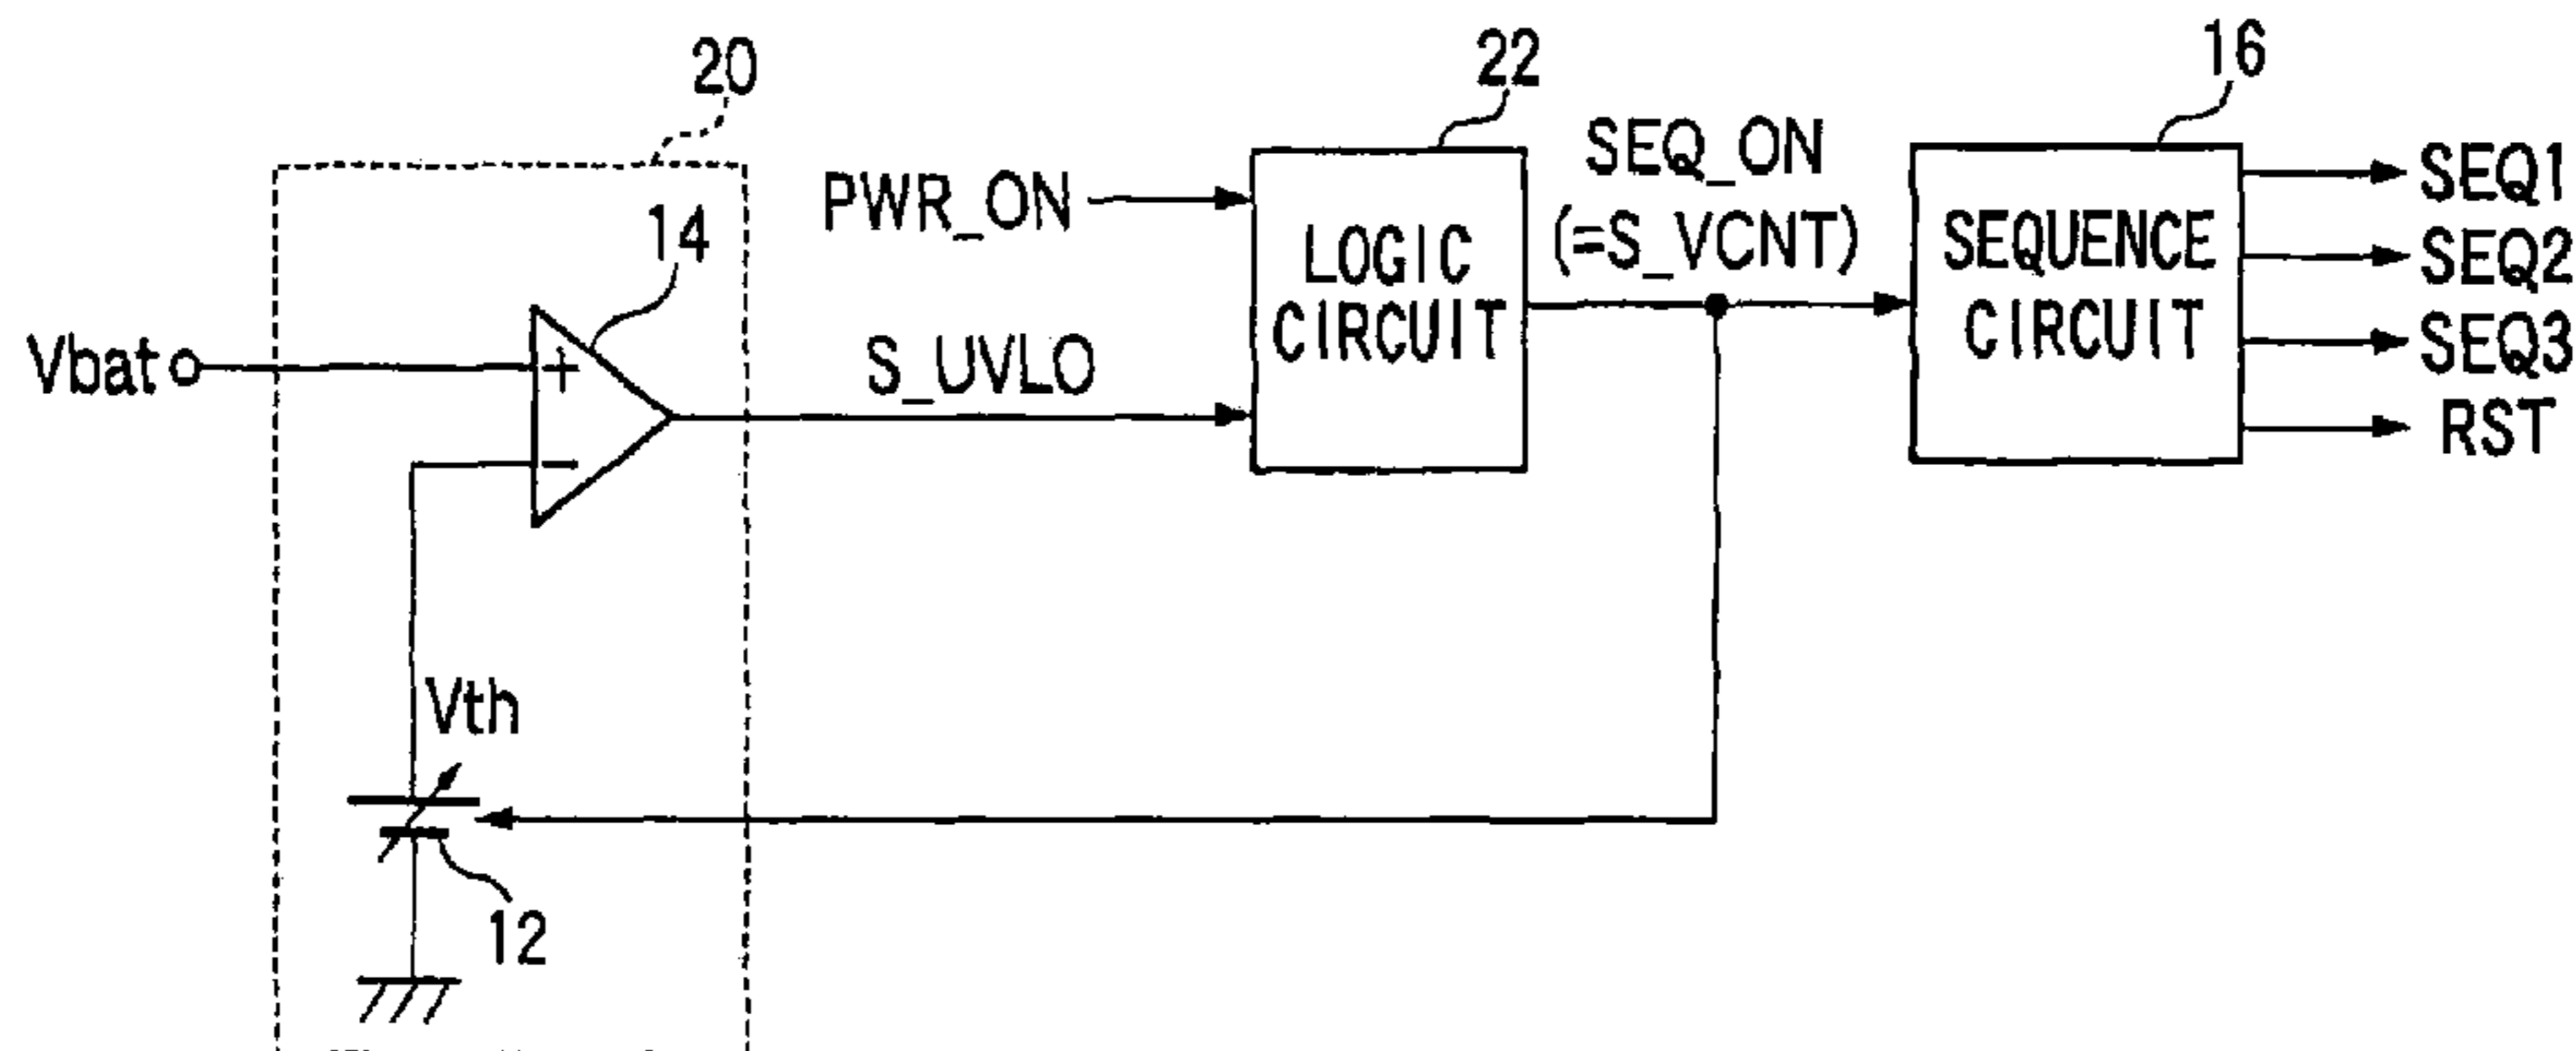 20
22
16
PWR_ON
SEQ_ON
(=S_VCNT)
14
LOGIC
CIRCUIT
SEQUENCE
CIRCUIT
SEQ1
SEQ2
SEQ3
RST
Vbat
+
−
S_UVLO
Vth
12